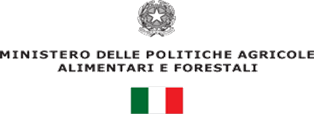 MINISTERO DELLE POLITICHE AGRICOLE
ALIMENTARI E FORESTALI